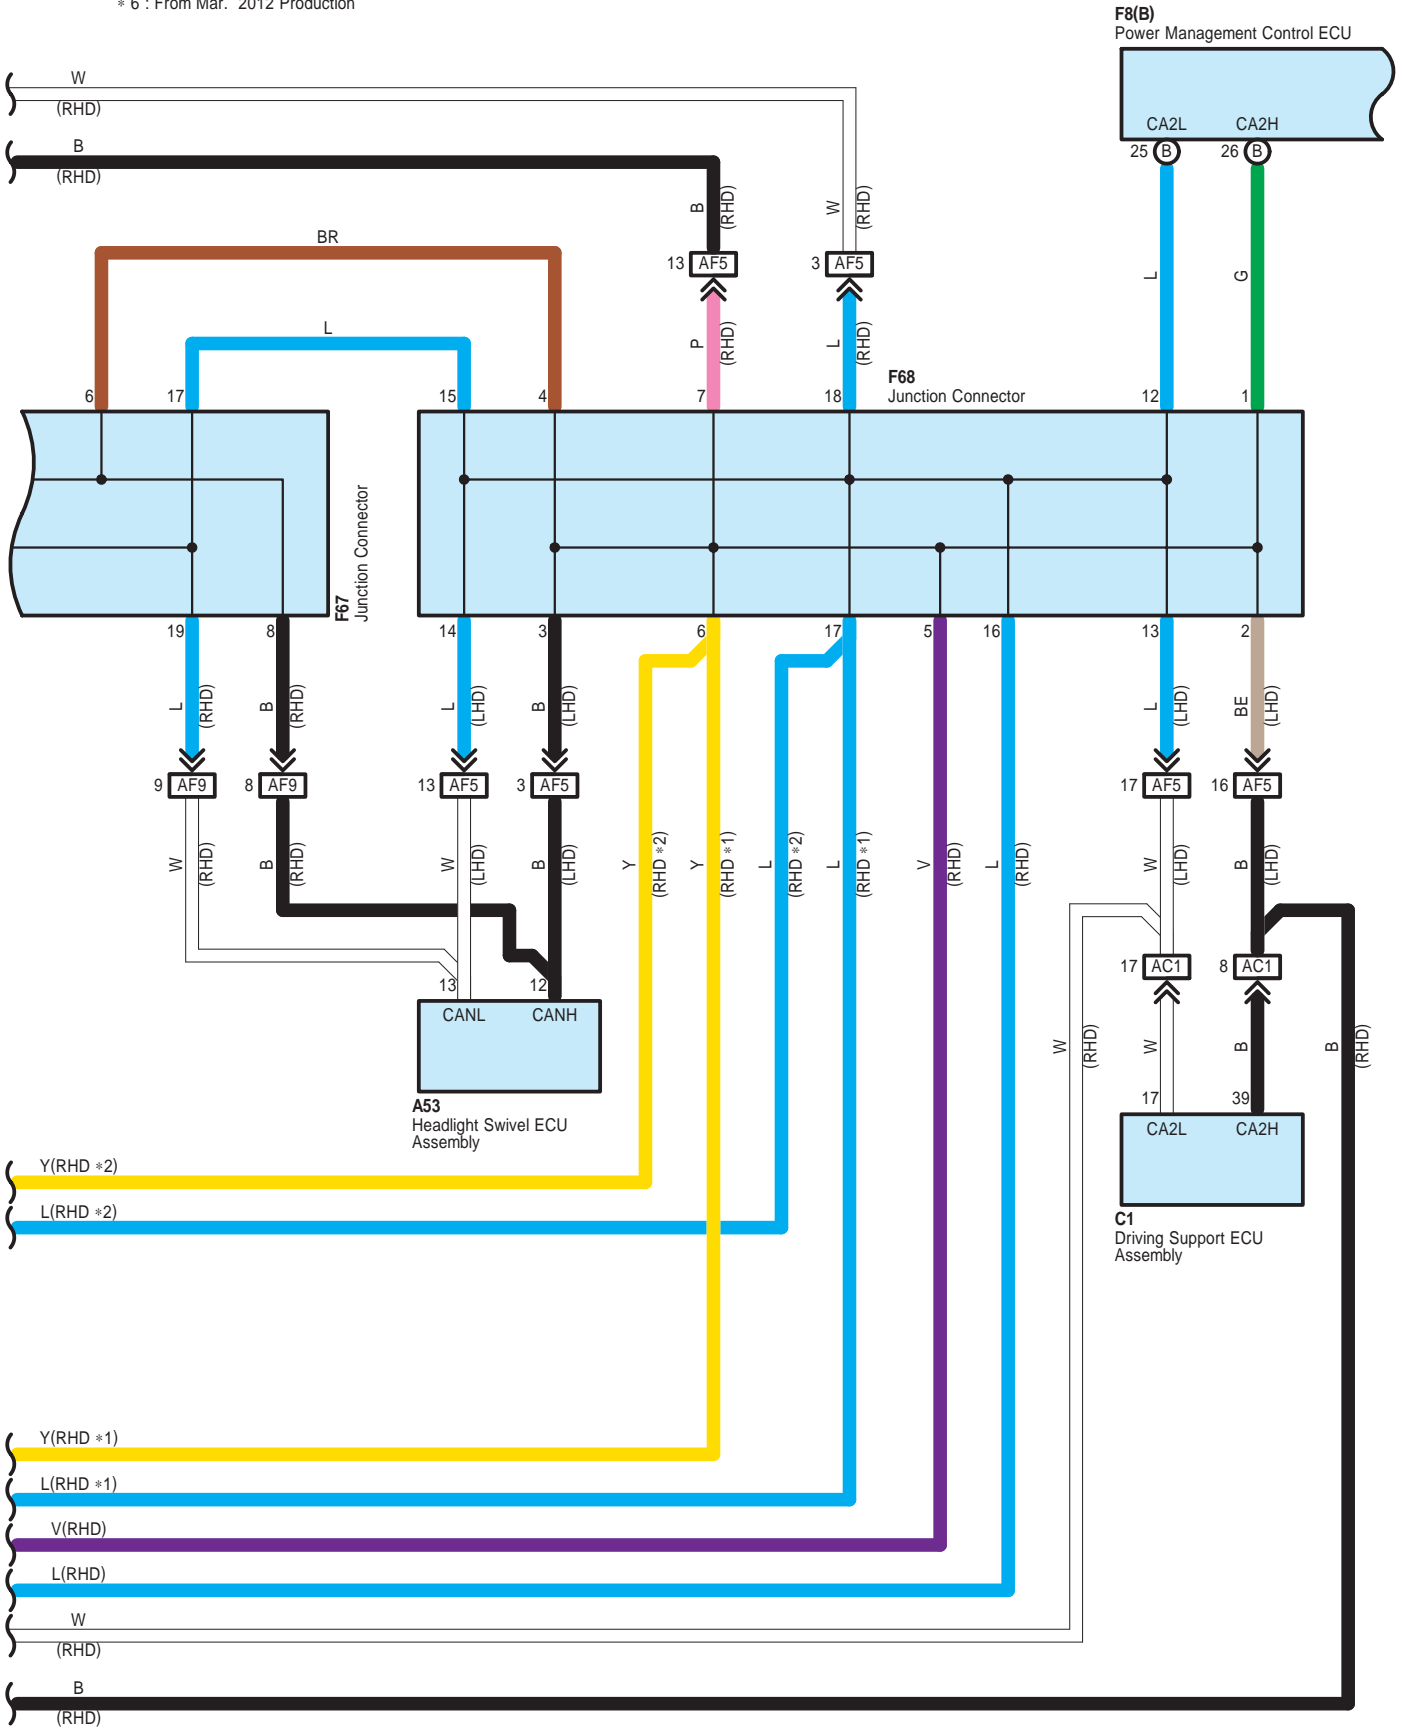 ∗ 6 : From Mar. 2012 Production
F8(B)
Power Management Control ECU
CA2L CA2H
25 B 26 B
W
(RHD)
B
(RHD)
B (RHD) W (RHD)
BR
13 AF5 3 AF5
L G
L
P (RHD) L (RHD)
F68
Junction Connector
6 17 15 4 7 18 12 1
F67
Junction Connector
19 8 14 3 6 17 5 16 13 2
L (RHD) B (RHD) L (LHD) B (LHD) L (LHD) BE (LHD)
9 AF9 8 AF9 13 AF5 3 AF5 17 AF5 16 AF5
W (RHD) B (RHD) W (LHD) B (LHD) Y (RHD ∗2) Y (RHD ∗1) L (RHD ∗2) L (RHD ∗1) V (RHD) L (RHD) W (LHD) B (LHD)
17 AC1 8 AC1
13 12
CANL CANH
W (RHD) W B B (RHD)
A53
Headlight Swivel ECU
Assembly
17 39
CA2L CA2H
C1
Driving Support ECU
Assembly
Y(RHD ∗2)
L(RHD ∗2)
Y(RHD ∗1)
L(RHD ∗1)
V(RHD)
L(RHD)
W
(RHD)
B
(RHD)